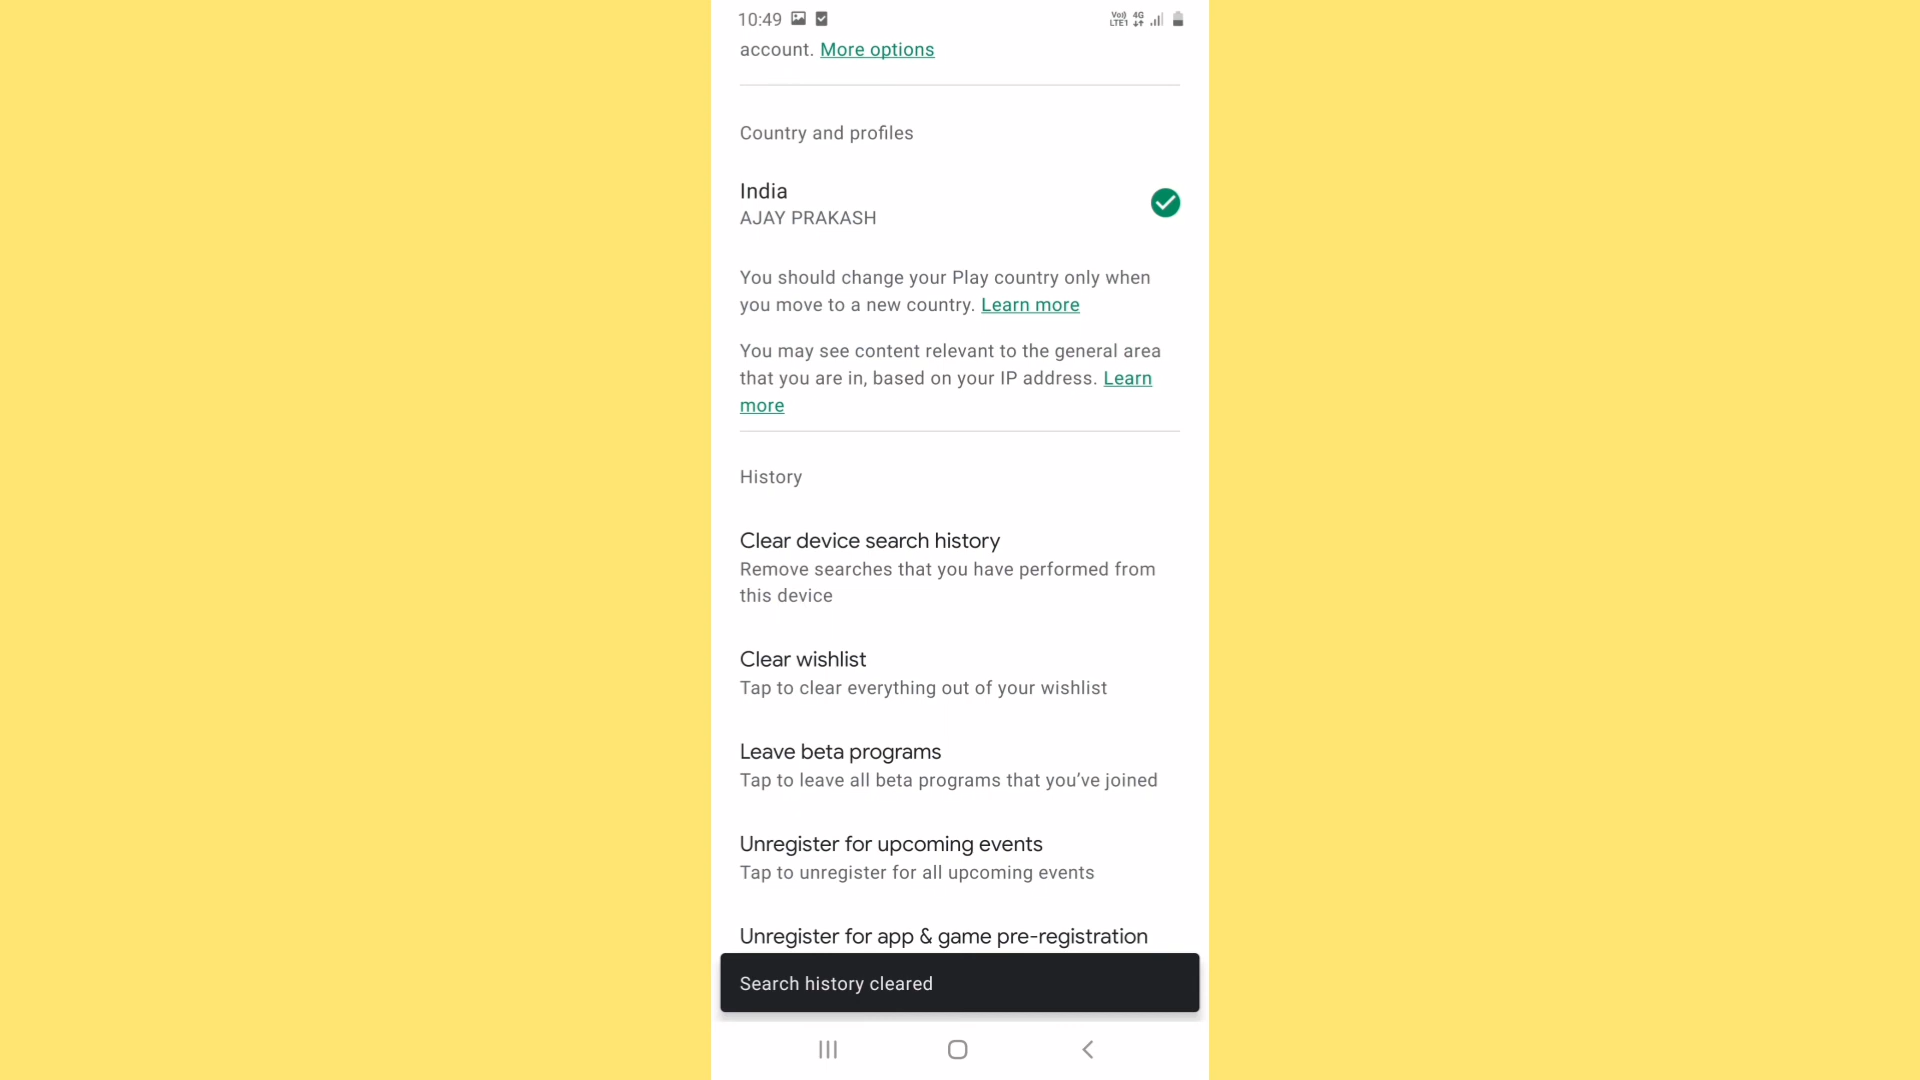 10:49
Vo)) 4G
LTE1
account. More options
Country and profiles
India
AJAY PRAKASH
You should change your Play country only when
you move to a new country. Learn more
You may see content relevant to the general area
that you are in, based on your IP address. Learn
more
History
Clear device search history
Remove searches that you have performed from
this device
Clear wishlist
Tap to clear everything out of your wishlist
Leave beta programs
Tap to leave all beta programs that you’ve joined
Unregister for upcoming events
Tap to unregister for all upcoming events
Unregister for app & game pre-registration
Search history cleared